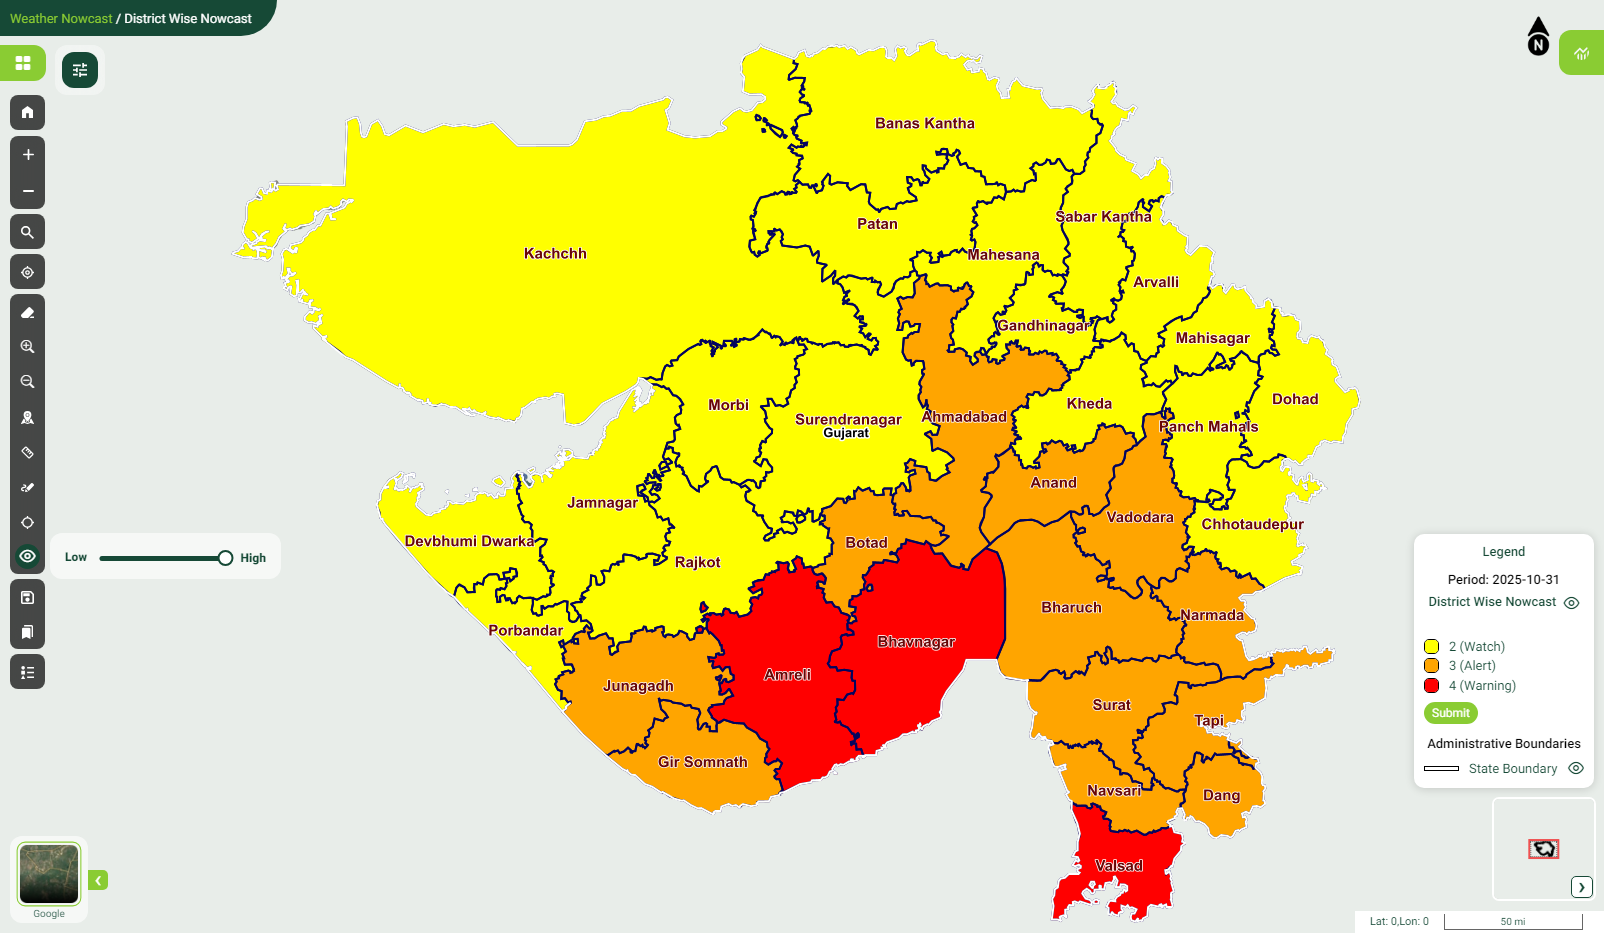 Weather Nowcast / District Wise Nowcast
N
Banas Kantha
Patan
Sabar Kantha
Kachchh
Mahesana
Arvalli
Gandhinagar
Mahisagar
Morbi
Surendranagar
Gujarat
Ahmadabad
Kheda
Dohad
Panch Mahals
Jamnagar
Anand
Vadodara
Chhotaudepur
Devbhumi Dwarka
Botad
Rajkot
Bharuch
Narmada
Porbandar
Bhavnagar
Amreli
Junagadh
Surat
Tapi
Gir Somnath
Navsari
Dang
Valsad
Low
High
Legend
Period: 2025-10-31
District Wise Nowcast
2 (Watch)
3 (Alert)
4 (Warning)
Submit
Administrative Boundaries
State Boundary
Google
Lat: 0,Lon: 0
50 mi